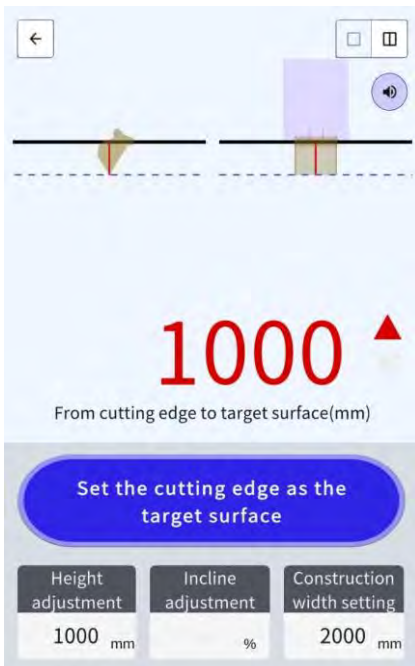 1000
From cutting edge to target surface(mm)
Set the cutting edge as the
target surface
Height
adjustment
1000 mm
Incline
adjustment
%
Construction
width setting
2000 mm